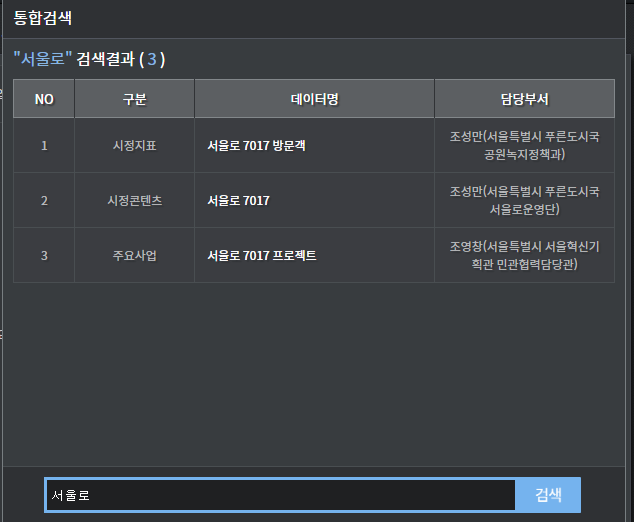 통합검색
"서울로" 검색결과 ( 3 )
NO 구분 데이터명 담당부서
1 시정지표 서울로 7017 방문객 조성만(서울특별시 푸른도시국
공원녹지정책과)
2 시정콘텐츠 서울로 7017 조성만(서울특별시 푸른도시국
서울로운영단)
3 주요사업 서울로 7017 프로젝트 조영창(서울특별시 서울혁신기
획관 민관협력담당관)
서울로 검색